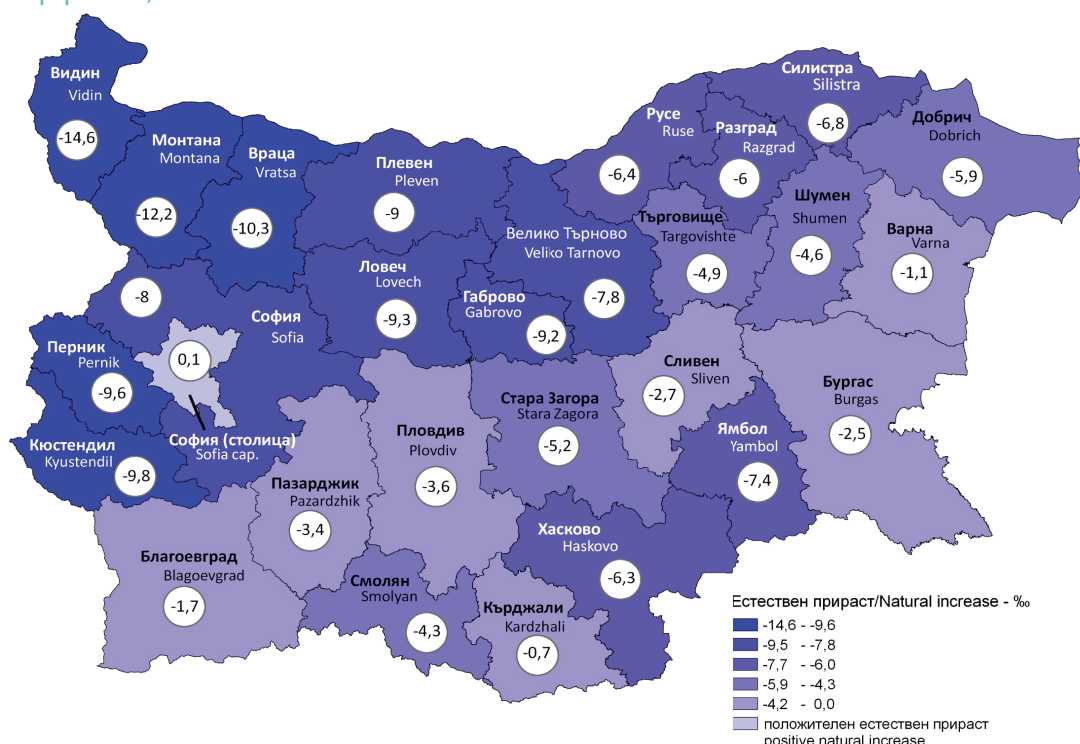 Видин
Vidin
-14,6
Монтана
Montana
-12,2
Враца
Vratsa
-10,3
Плевен
Pleven
-9
Русе
Ruse
-6,4
Силистра
Silistra
-6,8
Разград
Razgrad
-6
Добрич
Dobrich
-5,9
Търговище
Targovishte
-4,9
Шумен
Shumen
-4,6
Варна
Varna
-1,1
Велико Търново
Veliko Tarnovo
-7,8
Ловеч
Lovech
-9,3
Габрово
Gabrovo
-9,2
-8
София
Sofia
0,1
Перник
Pernik
-9,6
София (столица)
Sofia cap.
Кюстендил
Kyustendil
-9,8
Пазарджик
Pazardzhik
-3,4
Пловдив
Plovdiv
-3,6
Стара Загора
Stara Zagora
-5,2
Сливен
Sliven
-2,7
Бургас
Burgas
-2,5
Ямбол
Yambol
-7,4
Благоевград
Blagoevgrad
-1,7
Смолян
Smolyan
-4,3
Кърджали
Kardzhali
-0,7
Хасково
Haskovo
-6,3
Естествен прираст/Natural increase - ‰
-14,6 - -9,6
-9,5 - -7,8
-7,7 - -6,0
-5,9 - -4,3
-4,2 - 0,0
положителен естествен прираст
positive natural increase